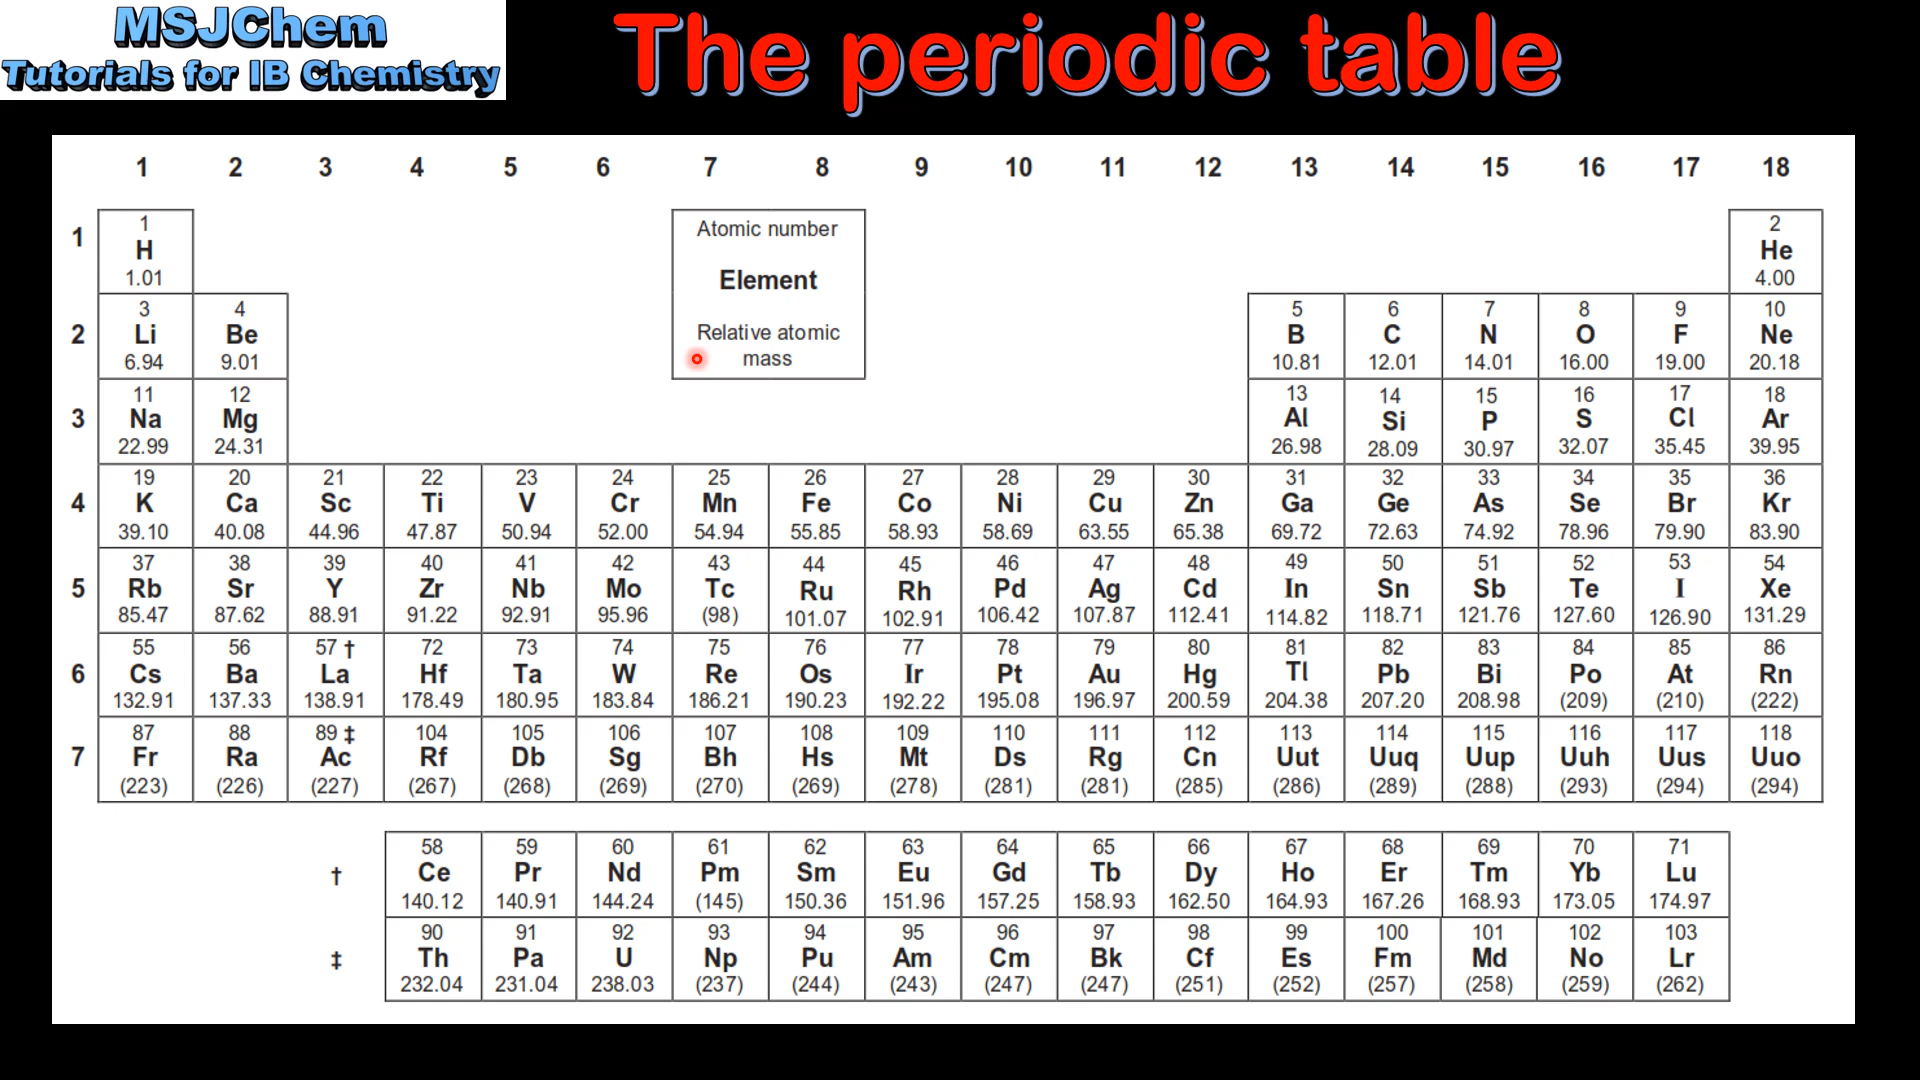 MSJChem
Tutorials for IB Chemistry
The periodic table
1 2 3 4 5 6 7 8 9 10 11 12 13 14 15 16 17 18
1
1 2
H He
1.01 4.00
Atomic number
Element
Relative atomic
mass
2
3 4 5 6 7 8 9 10
Li Be B C N O F Ne
6.94 9.01 10.81 12.01 14.01 16.00 19.00 20.18
3
11 12 13 14 15 16 17 18
Na Mg Al Si P S Cl Ar
22.99 24.31 26.98 28.09 30.97 32.07 35.45 39.95
4
19 20 21 22 23 24 25 26 27 28 29 30 31 32 33 34 35 36
K Ca Sc Ti V Cr Mn Fe Co Ni Cu Zn Ga Ge As Se Br Kr
39.10 40.08 44.96 47.87 50.94 52.00 54.94 55.85 58.93 58.69 63.55 65.38 69.72 72.63 74.92 78.96 79.90 83.90
5
37 38 39 40 41 42 43 44 45 46 47 48 49 50 51 52 53 54
Rb Sr Y Zr Nb Mo Tc Ru Rh Pd Ag Cd In Sn Sb Te I Xe
85.47 87.62 88.91 91.22 92.91 95.96 (98) 101.07 102.91 106.42 107.87 112.41 114.82 118.71 121.76 127.60 126.90 131.29
6
55 56 57 † 72 73 74 75 76 77 78 79 80 81 82 83 84 85 86
Cs Ba La Hf Ta W Re Os Ir Pt Au Hg Tl Pb Bi Po At Rn
132.91 137.33 138.91 178.49 180.95 183.84 186.21 190.23 192.22 195.08 196.97 200.59 204.38 207.20 208.98 (209) (210) (222)
7
87 88 89 ‡ 104 105 106 107 108 109 110 111 112 113 114 115 116 117 118
Fr Ra Ac Rf Db Sg Bh Hs Mt Ds Rg Cn Uut Uuq Uup Uuh Uus Uuo
(223) (226) (227) (267) (268) (269) (270) (269) (278) (281) (281) (285) (286) (289) (288) (293) (294) (294)
†
58 59 60 61 62 63 64 65 66 67 68 69 70 71
Ce Pr Nd Pm Sm Eu Gd Tb Dy Ho Er Tm Yb Lu
140.12 140.91 144.24 (145) 150.36 151.96 157.25 158.93 162.50 164.93 167.26 168.93 173.05 174.97
‡
90 91 92 93 94 95 96 97 98 99 100 101 102 103
Th Pa U Np Pu Am Cm Bk Cf Es Fm Md No Lr
232.04 231.04 238.03 (237) (244) (243) (247) (247) (251) (252) (257) (258) (259) (262)